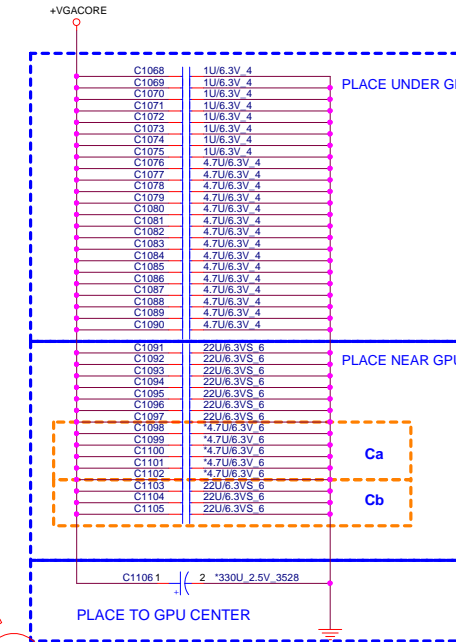 +VGACORE
C1068 1U/6.3V_4
C1069 1U/6.3V_4
PLACE UNDER G
C1070 1U/6.3V_4
C1071 1U/6.3V_4
C1072 1U/6.3V_4
C1073 1U/6.3V_4
C1074 1U/6.3V_4
C1075 1U/6.3V_4
C1076 4.7U/6.3V_4
C1077 4.7U/6.3V_4
C1078 4.7U/6.3V_4
C1079 4.7U/6.3V_4
C1080 4.7U/6.3V_4
C1081 4.7U/6.3V_4
C1082 4.7U/6.3V_4
C1083 4.7U/6.3V_4
C1084 4.7U/6.3V_4
C1085 4.7U/6.3V_4
C1086 4.7U/6.3V_4
C1087 4.7U/6.3V_4
C1088 4.7U/6.3V_4
C1089 4.7U/6.3V_4
C1090 4.7U/6.3V_4
C1091 22U/6.3VS_6
C1092 22U/6.3VS_6
PLACE NEAR GPU
C1093 22U/6.3VS_6
C1094 22U/6.3VS_6
C1095 22U/6.3VS_6
C1096 22U/6.3VS_6
C1097 22U/6.3VS_6
C1098 *4.7U/6.3V_6
C1099 *4.7U/6.3V_6
C1100 *4.7U/6.3V_6
Ca
C1101 *4.7U/6.3V_6
C1102 *4.7U/6.3V_6
C1103 22U/6.3VS_6
C1104 22U/6.3VS_6
Cb
C1105 22U/6.3VS_6
C1106 1 2 *330U_2.5V_3528
+
PLACE TO GPU CENTER